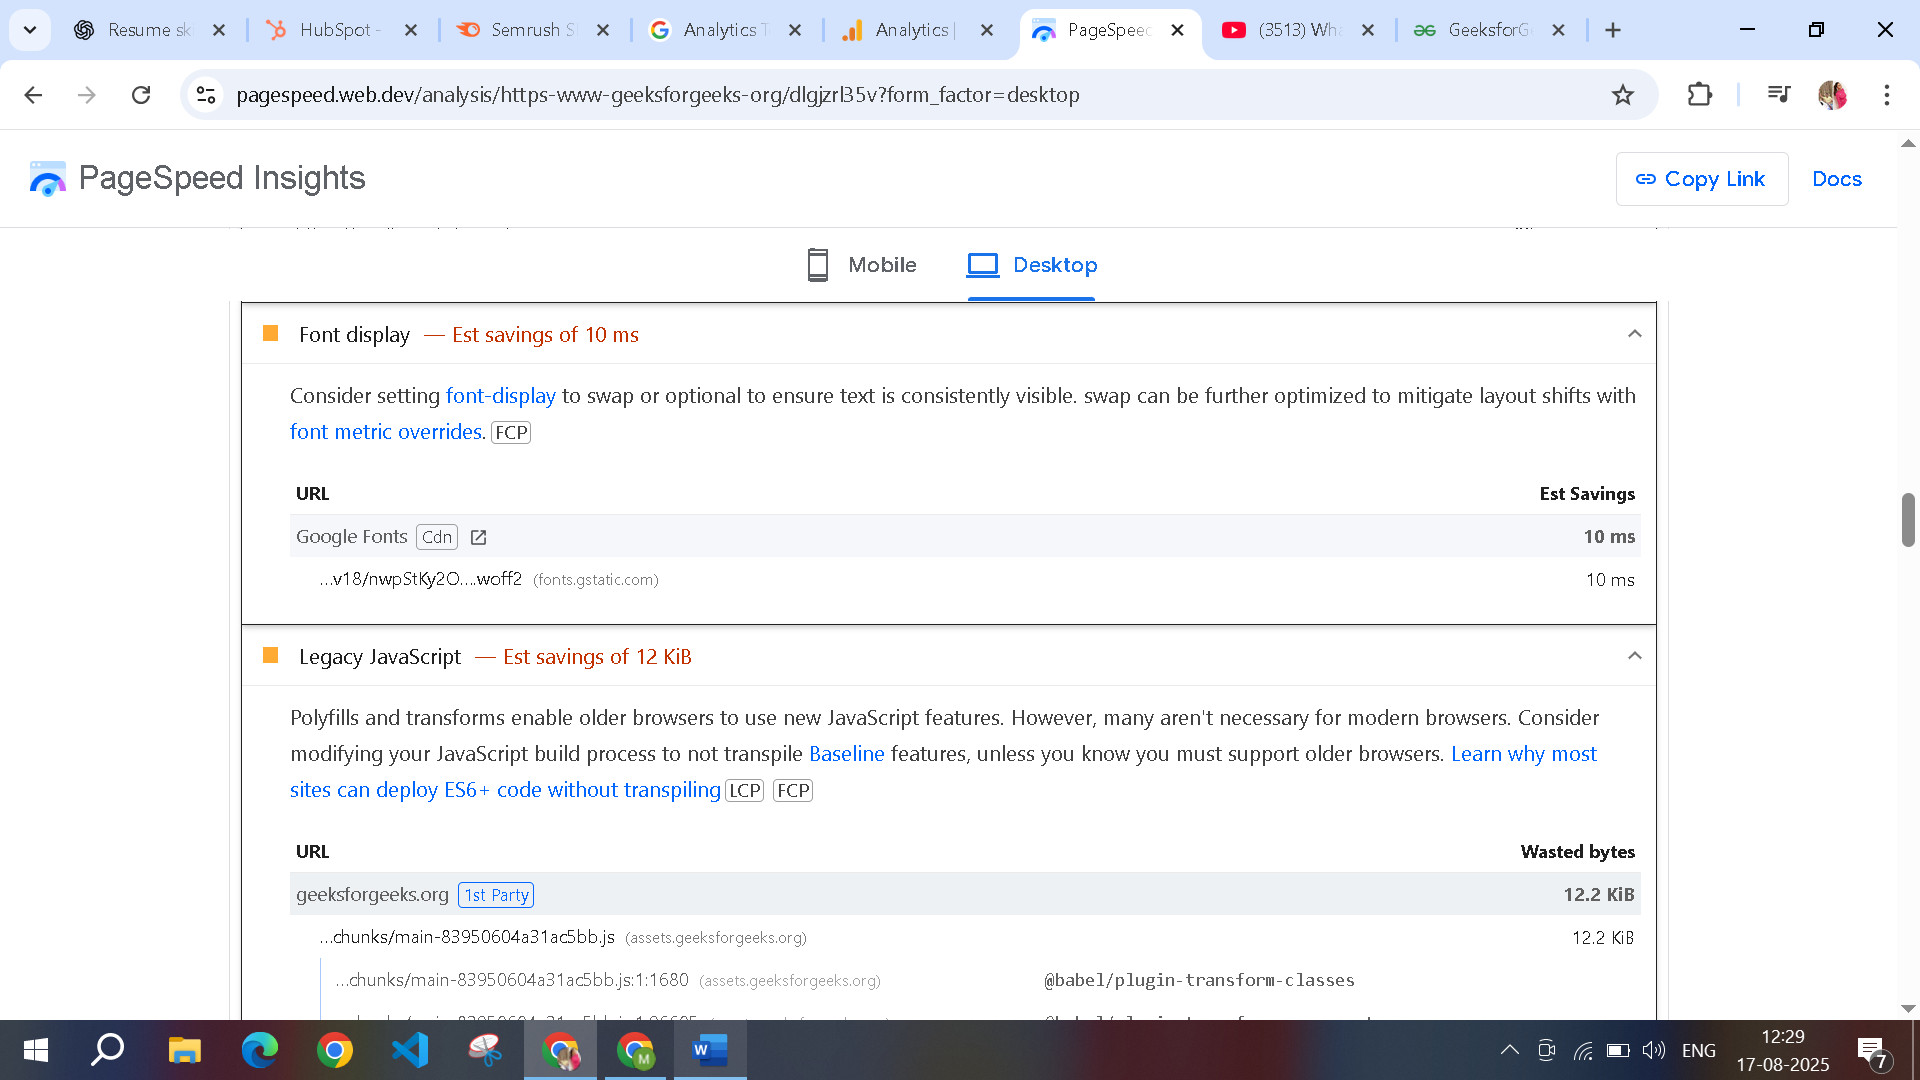 Resume sk
HubSpot -
Semrush S
Analytics T
Analytics |
PageSpeed
(3513) Wha
GeeksforGe
pagespeed.web.dev/analysis/https-www-geeksforgeeks-org/dlgjzrl35v?form_factor=desktop
PageSpeed Insights
Copy Link
Docs
Mobile
Desktop
Font display — Est savings of 10 ms
Consider setting font-display to swap or optional to ensure text is consistently visible. swap can be further optimized to mitigate layout shifts with
font metric overrides. FCP
URL Est Savings
Google Fonts Cdn 10 ms
…v18/nwpStKy2O….woff2 (fonts.gstatic.com) 10 ms
Legacy JavaScript — Est savings of 12 KiB
Polyfills and transforms enable older browsers to use new JavaScript features. However, many aren't necessary for modern browsers. Consider
modifying your JavaScript build process to not transpile Baseline features, unless you know you must support older browsers. Learn why most
sites can deploy ES6+ code without transpiling LCP FCP
URL Wasted bytes
geeksforgeeks.org 1st Party 12.2 KiB
…chunks/main-83950604a31ac5bb.js (assets.geeksforgeeks.org) 12.2 KiB
…chunks/main-83950604a31ac5bb.js:1:1680 (assets.geeksforgeeks.org) @babel/plugin-transform-classes
M
W
ENG
12:29
17-08-2025
7